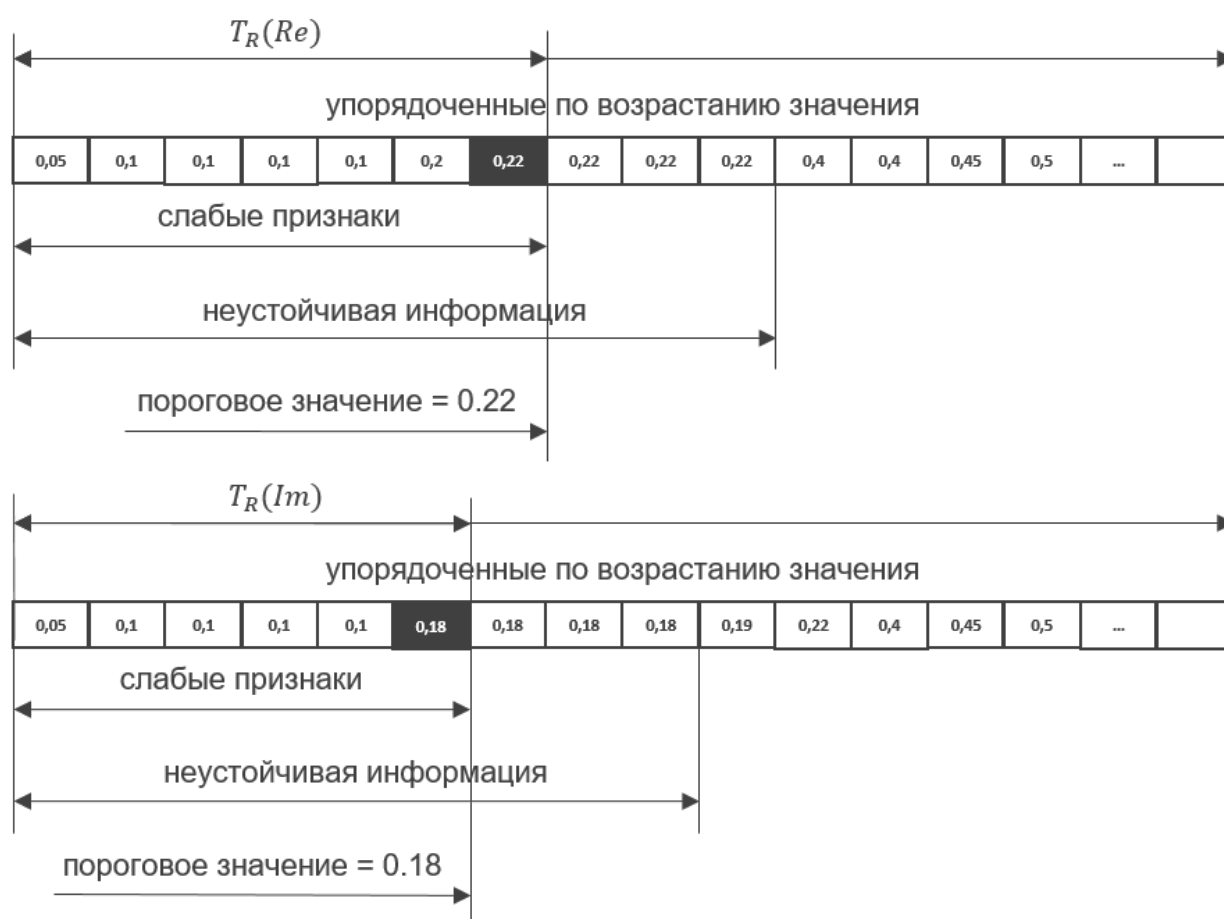 T_R(Re)
упорядоченные по возрастанию значения
0,05 0,1 0,1 0,1 0,1 0,2 0,22 0,22 0,22 0,22 0,4 0,4 0,45 0,5 ...
слабые признаки
неустойчивая информация
пороговое значение = 0.22
T_R(Im)
упорядоченные по возрастанию значения
0,05 0,1 0,1 0,1 0,1 0,18 0,18 0,18 0,18 0,19 0,22 0,4 0,45 0,5 ...
слабые признаки
неустойчивая информация
пороговое значение = 0.18